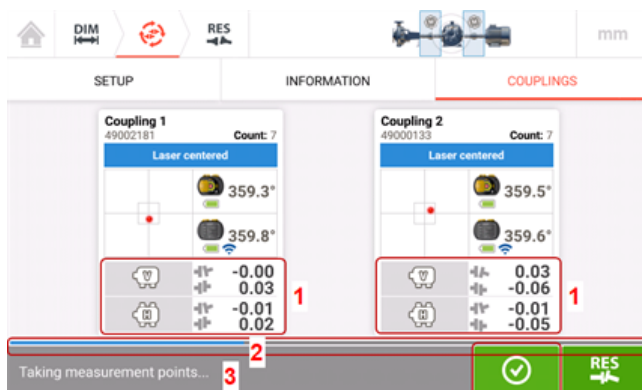 DIM
RES
mm
SETUP
INFORMATION
COUPLINGS
Coupling 1
49002181 Count: 7
Laser centered
359.3°
359.8°
V -0.00
0.03
H -0.01
0.02
1
Coupling 2
49000133 Count: 7
Laser centered
359.5°
359.6°
V 0.03
-0.06
H -0.01
-0.05
1
2
Taking measurement points... 3
RES